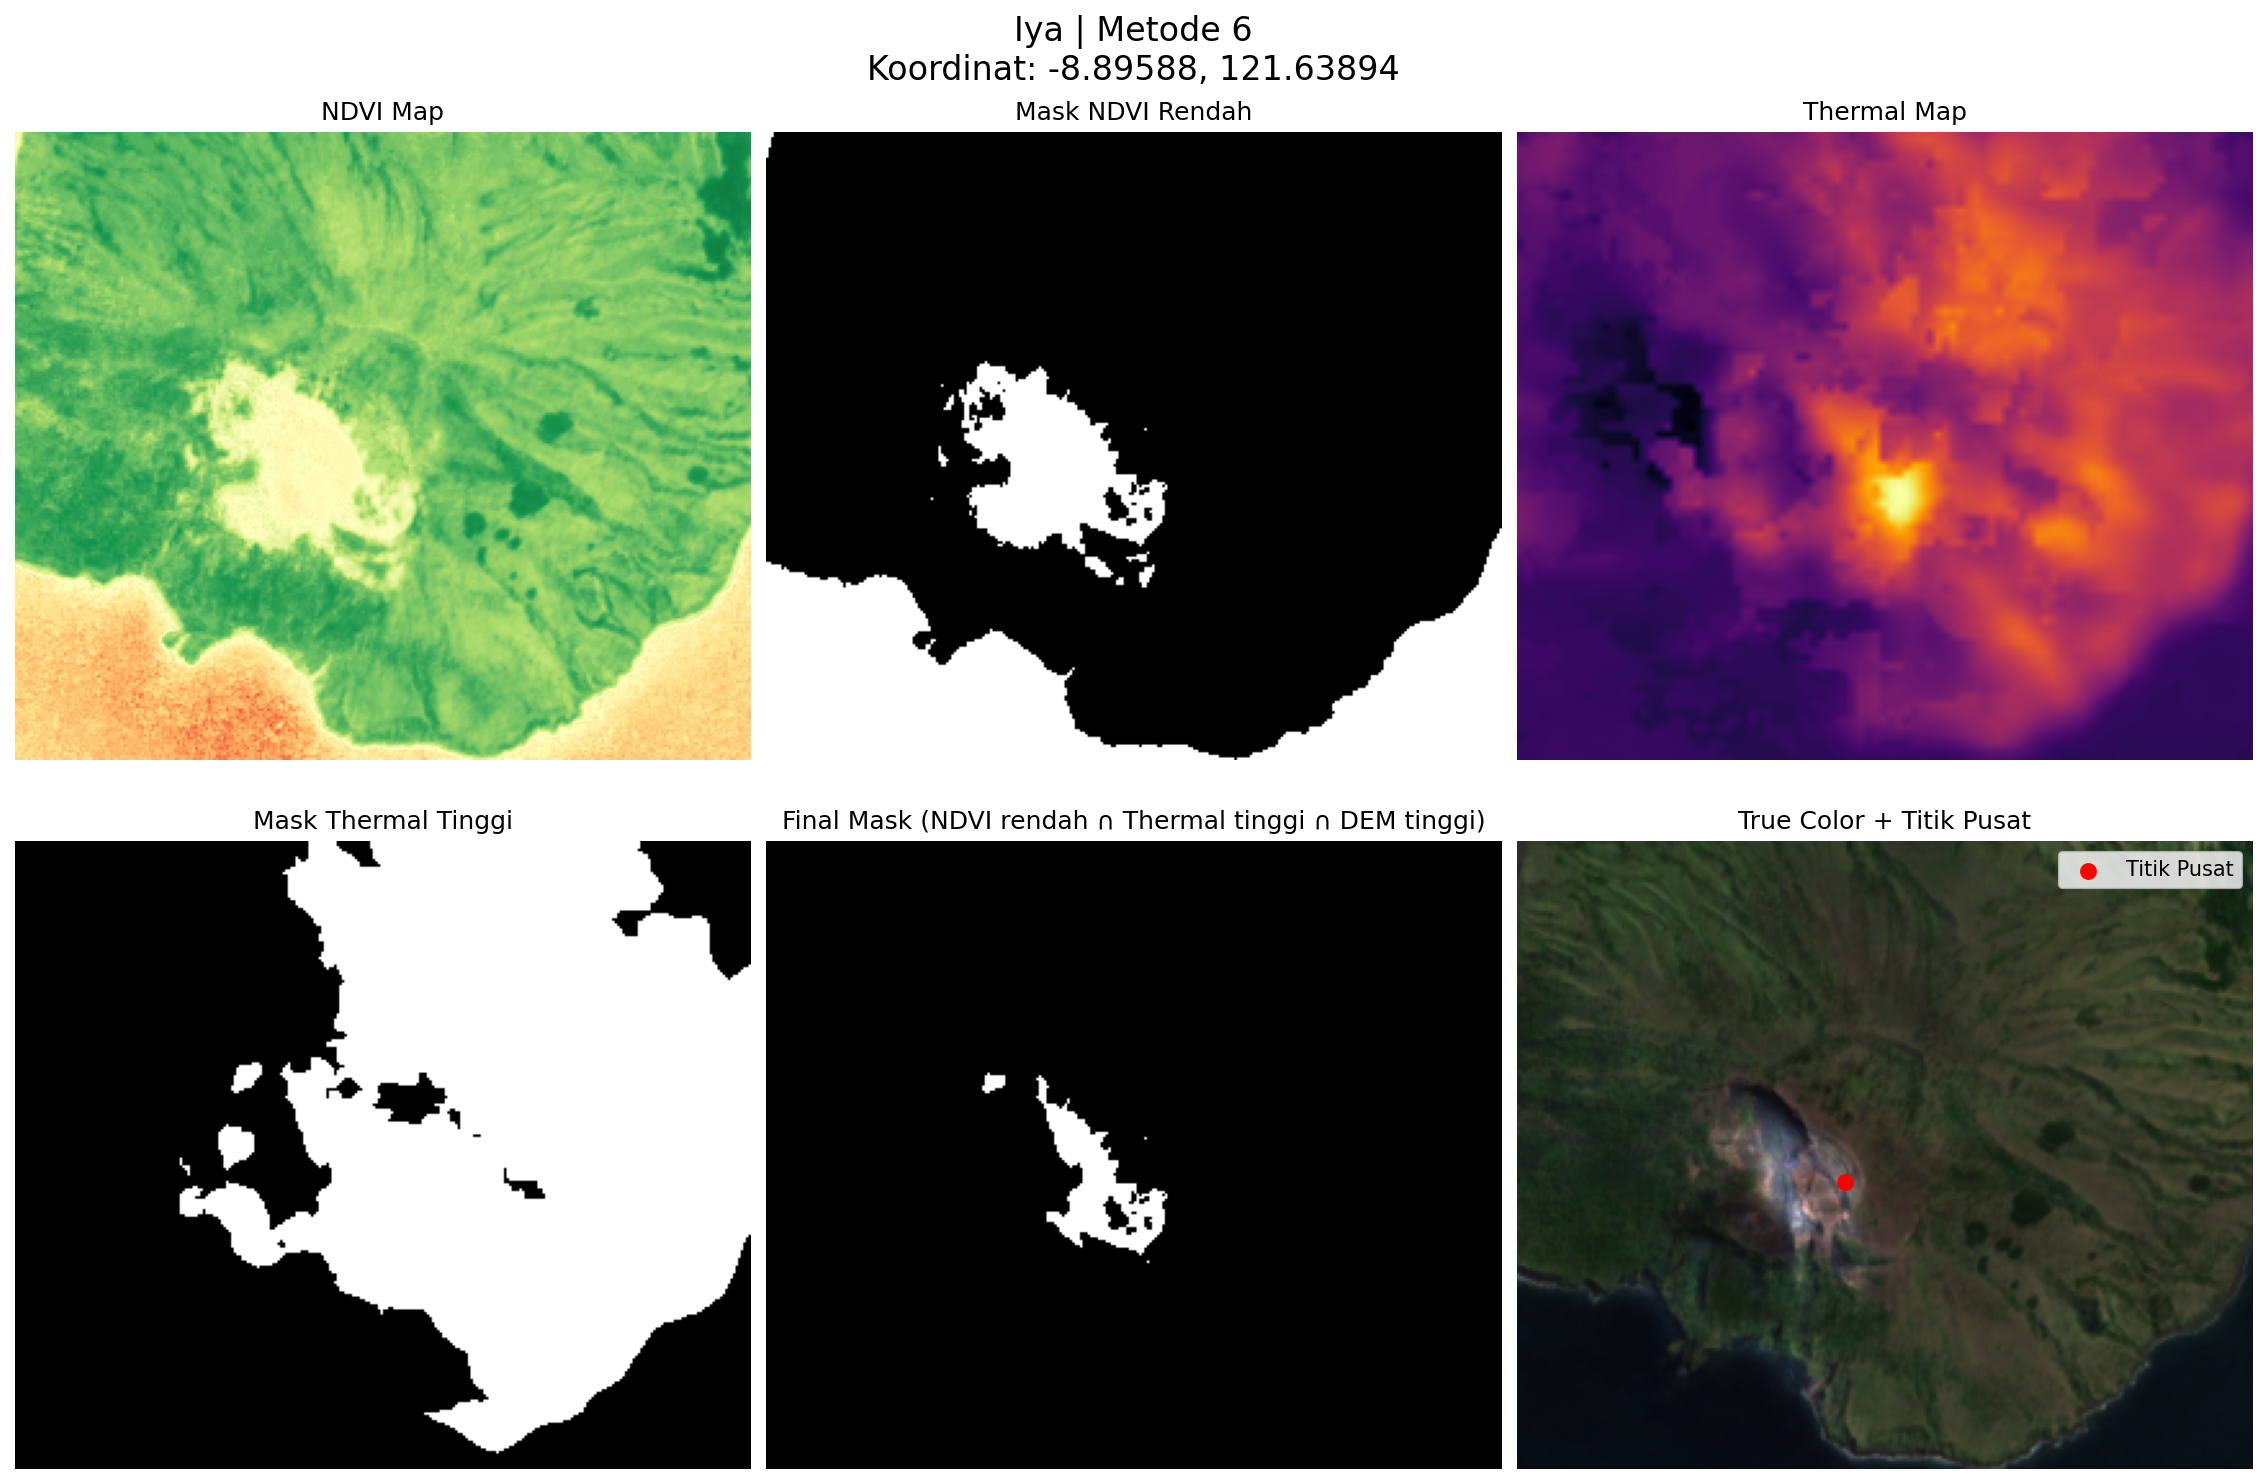 Iya | Metode 6
Koordinat: -8.89588, 121.63894
NDVI Map
Mask NDVI Rendah
Thermal Map
Mask Thermal Tinggi
Final Mask (NDVI rendah ∩ Thermal tinggi ∩ DEM tinggi)
True Color + Titik Pusat
Titik Pusat